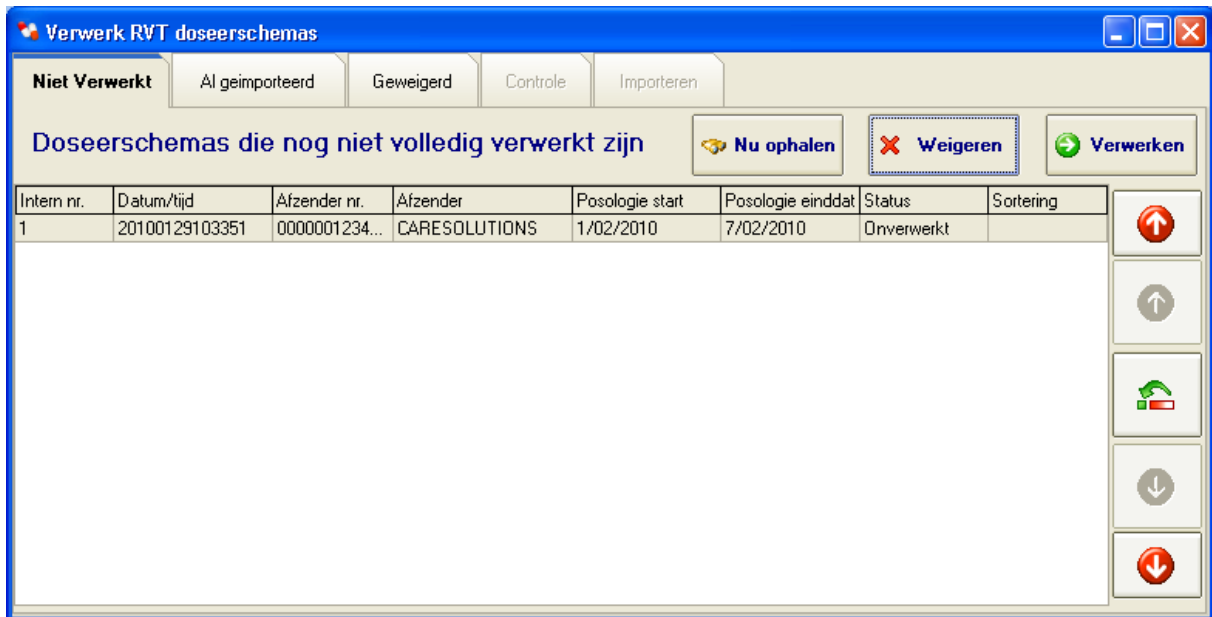 Verwerk RVT doseerschemas
Niet Verwerkt Al geimporteerd Geweigerd Controle Importeren
Doseerschemas die nog niet volledig verwerkt zijn Nu ophalen Weigeren Verwerken
Intern nr. Datum/tijd Afzender nr. Afzender Posologie start Posologie einddat Status Sortering
1 20100129103351 0000001234... CARESOLUTIONS 1/02/2010 7/02/2010 Onverwerkt